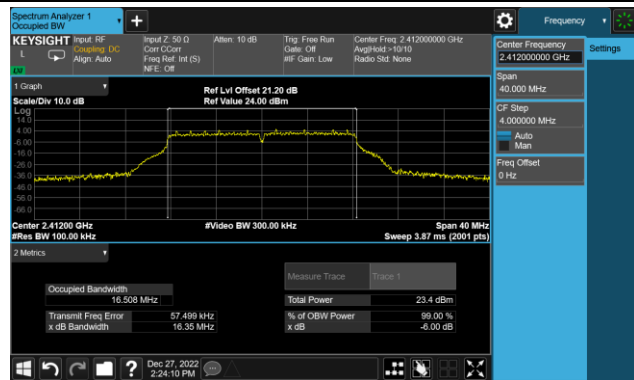 Spectrum Analyzer 1
Occupied BW
Frequency
KEYSIGHT
L
Input: RF
Coupling: DC
Align: Auto
Input Z: 50 Ω
Corr CCorr
Freq Ref: Int (S)
NFE: Off
Atten: 10 dB
Trig: Free Run
Gate: Off
#IF Gain: Low
Center Freq: 2.412000000 GHz
Avg|Hold:>10/10
Radio Std: None
Center Frequency
2.412000000 GHz
Settings
Span
40.000 MHz
CF Step
4.000000 MHz
Auto
Man
Freq Offset
0 Hz
1 Graph
Scale/Div 10.0 dB
Ref Lvl Offset 21.20 dB
Ref Value 24.00 dBm
Log
14.0
4.00
-6.00
-16.0
-26.0
-36.0
-46.0
-56.0
-66.0
Center 2.41200 GHz
#Res BW 100.00 kHz
#Video BW 300.00 kHz
Span 40 MHz
Sweep 3.87 ms (2001 pts)
2 Metrics
Measure Trace
Trace 1
Occupied Bandwidth
16.508 MHz
Total Power
23.4 dBm
Transmit Freq Error
57.499 kHz
% of OBW Power
99.00 %
x dB Bandwidth
16.35 MHz
x dB
-6.00 dB
Dec 27, 2022
2:24:10 PM